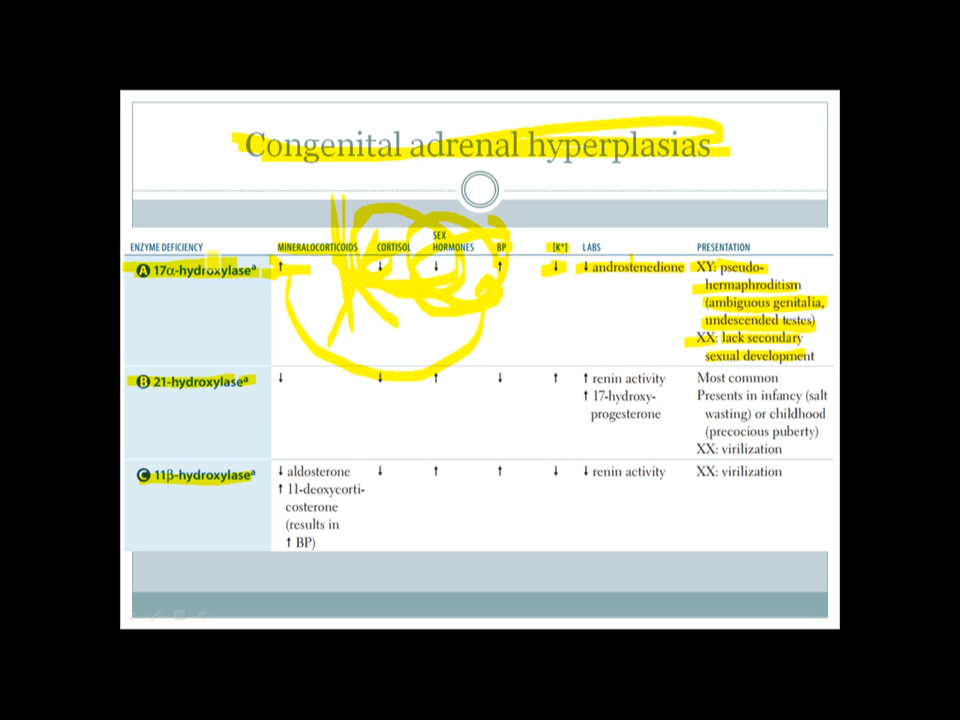 Congenital adrenal hyperplasias
ENZYME DEFICIENCY MINERALOCORTICOIDS CORTISOL SEX HORMONES BP [K⁺] LABS PRESENTATION
A 17α-hydroxylaseᵃ ↑ ↓ ↓ ↑ ↓ ↓ androstenedione XY: pseudo-
hermaphroditism
(ambiguous genitalia,
undescended testes)
XX: lack secondary
sexual development
B 21-hydroxylaseᵃ ↓ ↓ ↑ ↓ ↑ ↑ renin activity Most common
↑ 17-hydroxy- Presents in infancy (salt
progesterone wasting) or childhood
(precocious puberty)
XX: virilization
C 11β-hydroxylaseᵃ ↓ aldosterone ↓ ↑ ↑ ↓ ↓ renin activity XX: virilization
↑ 11-deoxycorti-
costerone
(results in
↑ BP)